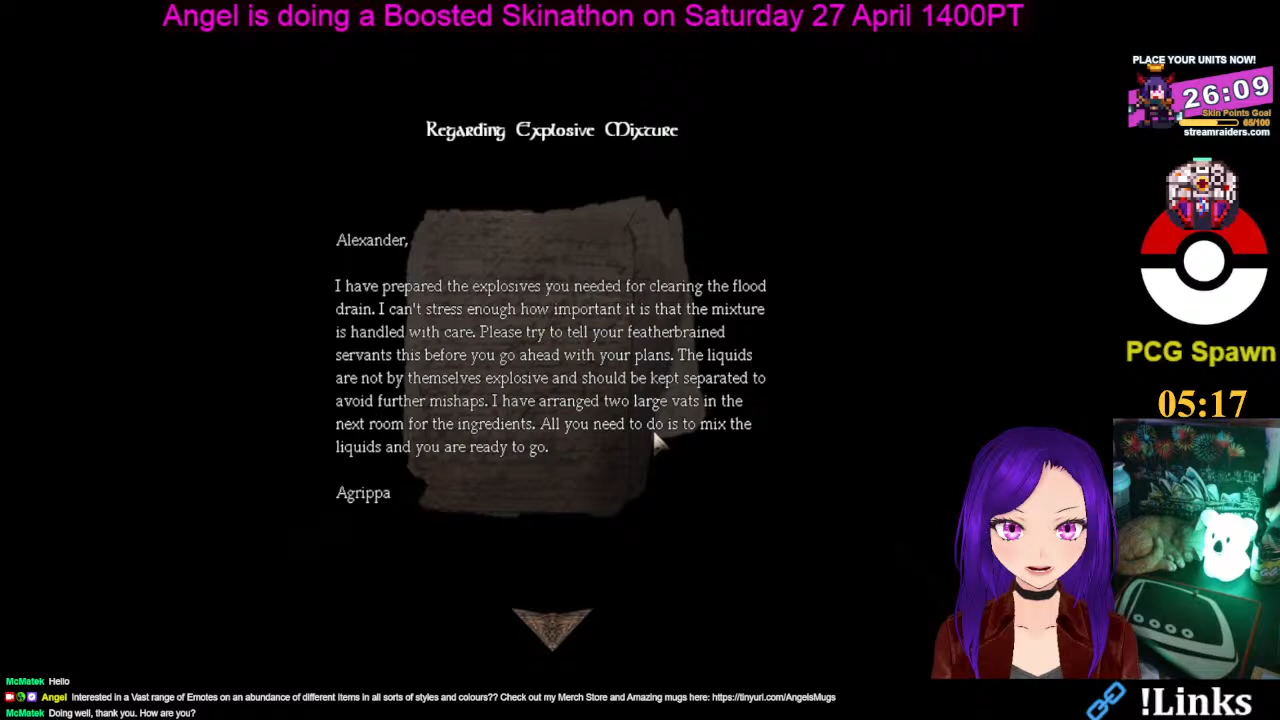 Angel is doing a Boosted Skinathon on Saturday 27 April 1400PT
PLACE YOUR UNITS NOW!
26:09
Skin Points Goal
65/100
streamraiders.com
Regarding Explosive Mixture
Alexander,
I have prepared the explosives you needed for clearing the flood
drain. I can't stress enough how important it is that the mixture
is handled with care. Please try to tell your featherbrained
servants this before you go ahead with your plans. The liquids
are not by themselves explosive and should be kept separated to
avoid further mishaps. I have arranged two large vats in the
next room for the ingredients. All you need to do is to mix the
liquids and you are ready to go.
Agrippa
PCG Spawn
05:17
McMatek Hello
Angel Interested in a Vast range of Emotes on an abundance of different Items in all sorts of styles and colours?? Check out my Merch Store and Amazing mugs here: https://tinyurl.com/AngelsMugs
McMatek Doing well, thank you. How are you?
!Links